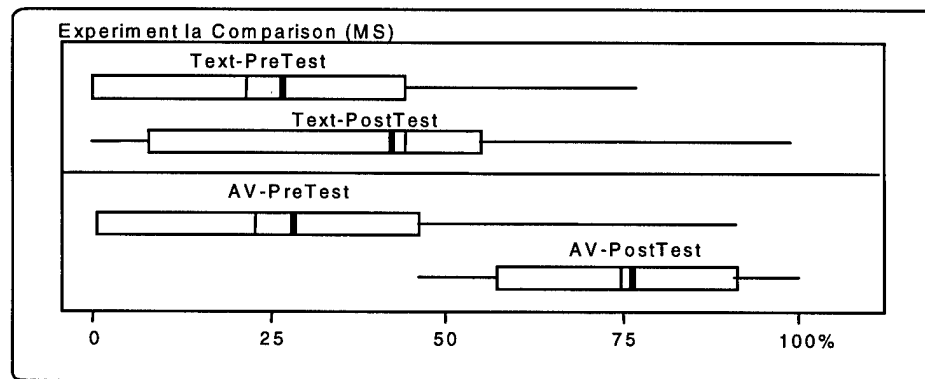 Experiment la Comparison (MS)
Text-PreTest
Text-PostTest
AV-PreTest
AV-PostTest
0 25 50 75 100%